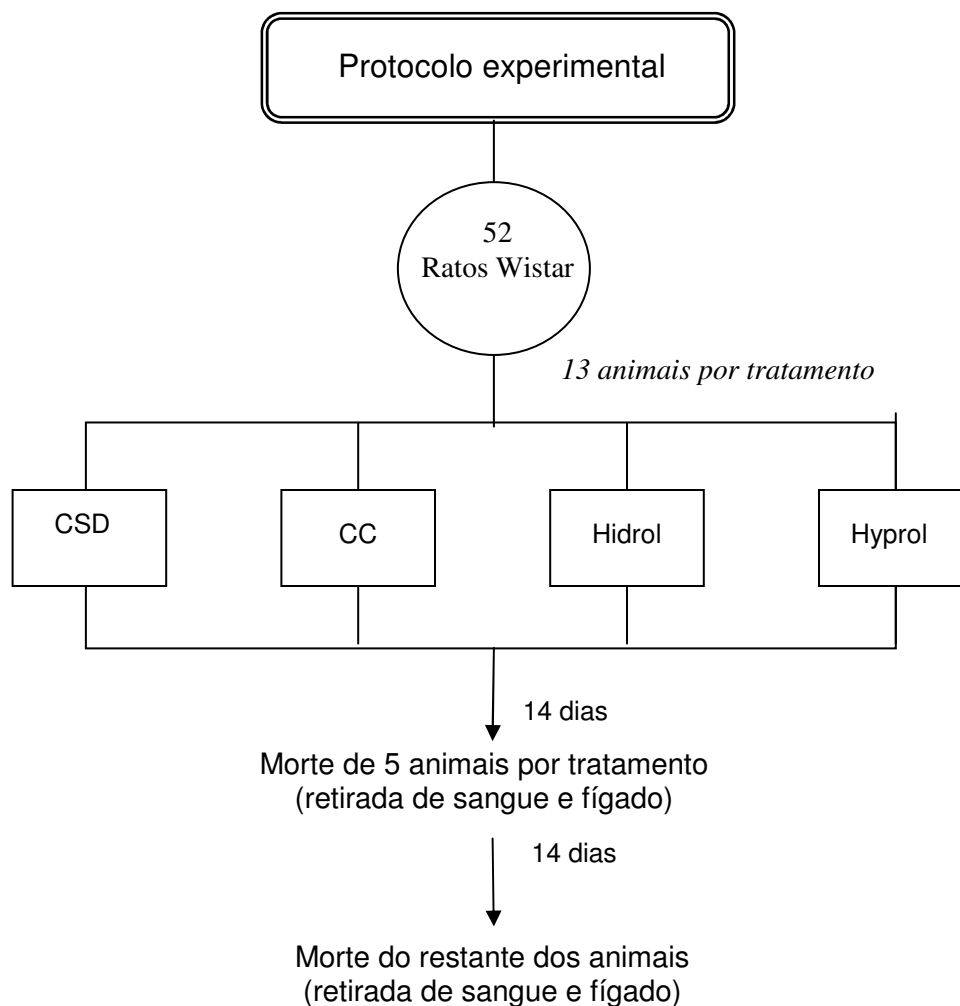 Protocolo experimental
52
Ratos Wistar
13 animais por tratamento
CSD
CC
Hidrol
Hyprol
14 dias
Morte de 5 animais por tratamento
(retirada de sangue e fígado)
14 dias
Morte do restante dos animais
(retirada de sangue e fígado)